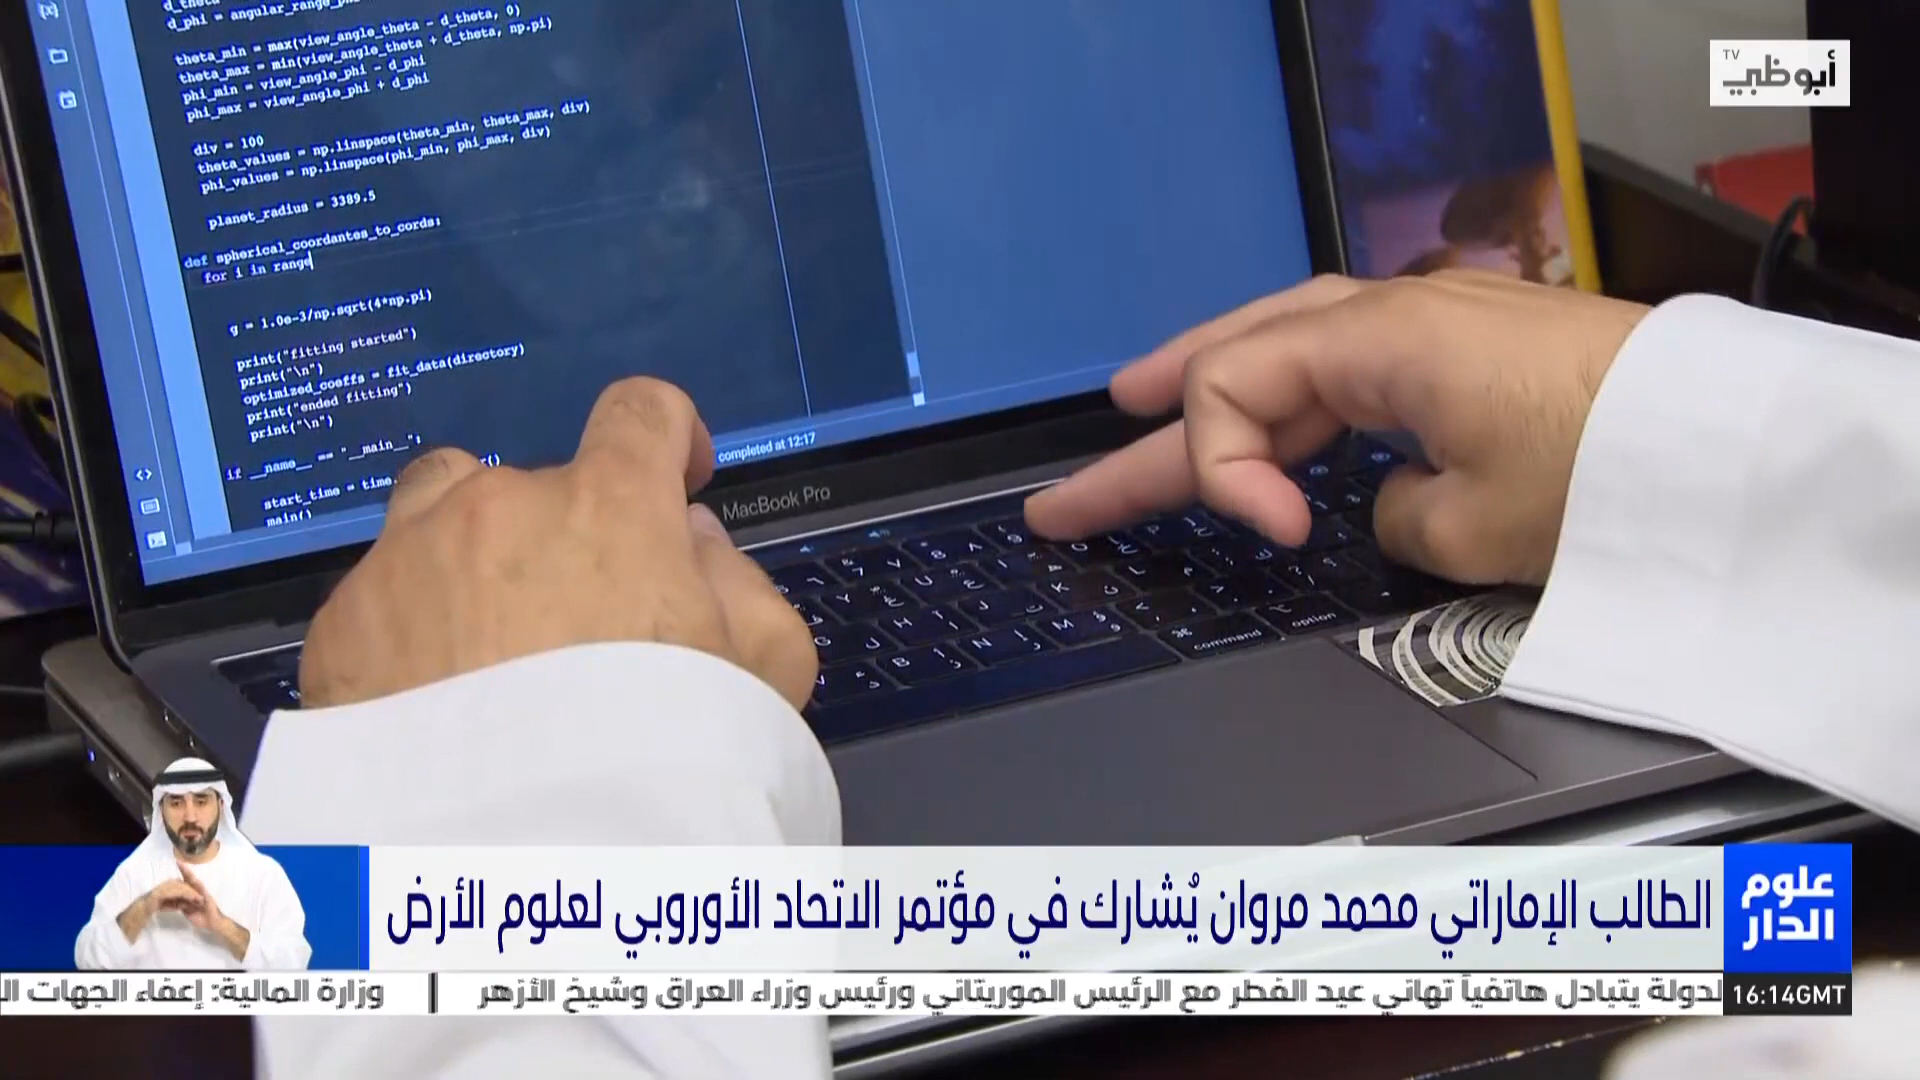 d_phi = angular_range_phi
theta_min = max(view_angle_theta - d_theta, 0)
theta_max = min(view_angle_theta + d_theta, np.pi)
phi_min = view_angle_phi - d_phi
phi_max = view_angle_phi + d_phi
div = 100
theta_values = np.linspace(theta_min, theta_max, div)
phi_values = np.linspace(phi_min, phi_max, div)
planet_radius = 3389.5
def spherical_coordantes_to_cords:
for i in range
g = 1.0e-3/np.sqrt(4*np.pi)
print("fitting started")
print("\n")
optimized_coeffs = fit_data(directory)
print("ended fitting")
print("\n")
if __name__ == "__main__":
start_time = time.
main()
completed at 12:17
MacBook Pro
command
option
TV
أبوظبي
علوم
الدار
الطالب الإماراتي محمد مروان يُشارك في مؤتمر الاتحاد الأوروبي لعلوم الأرض
لدولة يتبادل هاتفياً تهاني عيد الفطر مع الرئيس الموريتاني ورئيس وزراء العراق وشيخ الأزهر | وزارة المالية: إعفاء الجهات
16:14GMT